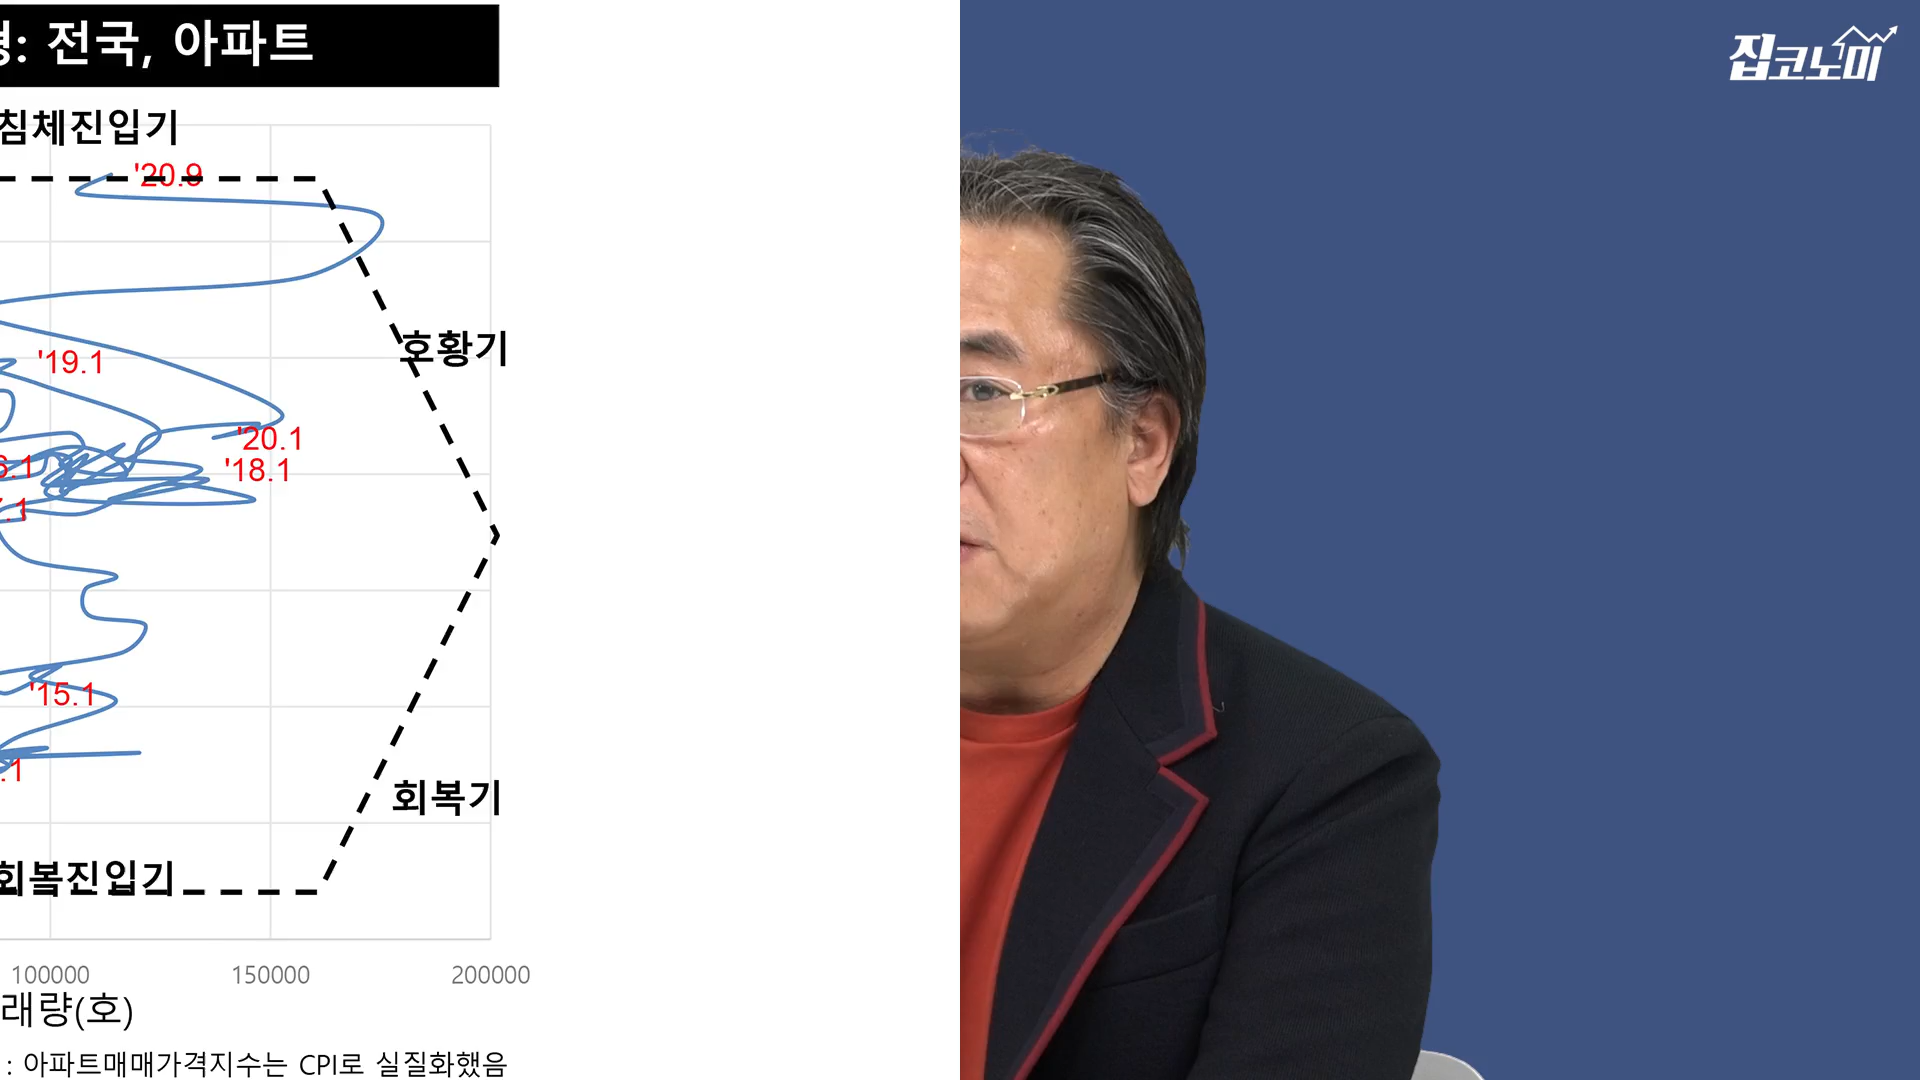 : 전국, 아파트
집코노미
침체진입기
'20.9
호황기
'19.1
'20.1
'18.1
'15.1
회복기
회복진입기
100000 150000 200000
래량(호)
: 아파트매매가격지수는 CPI로 실질화했음